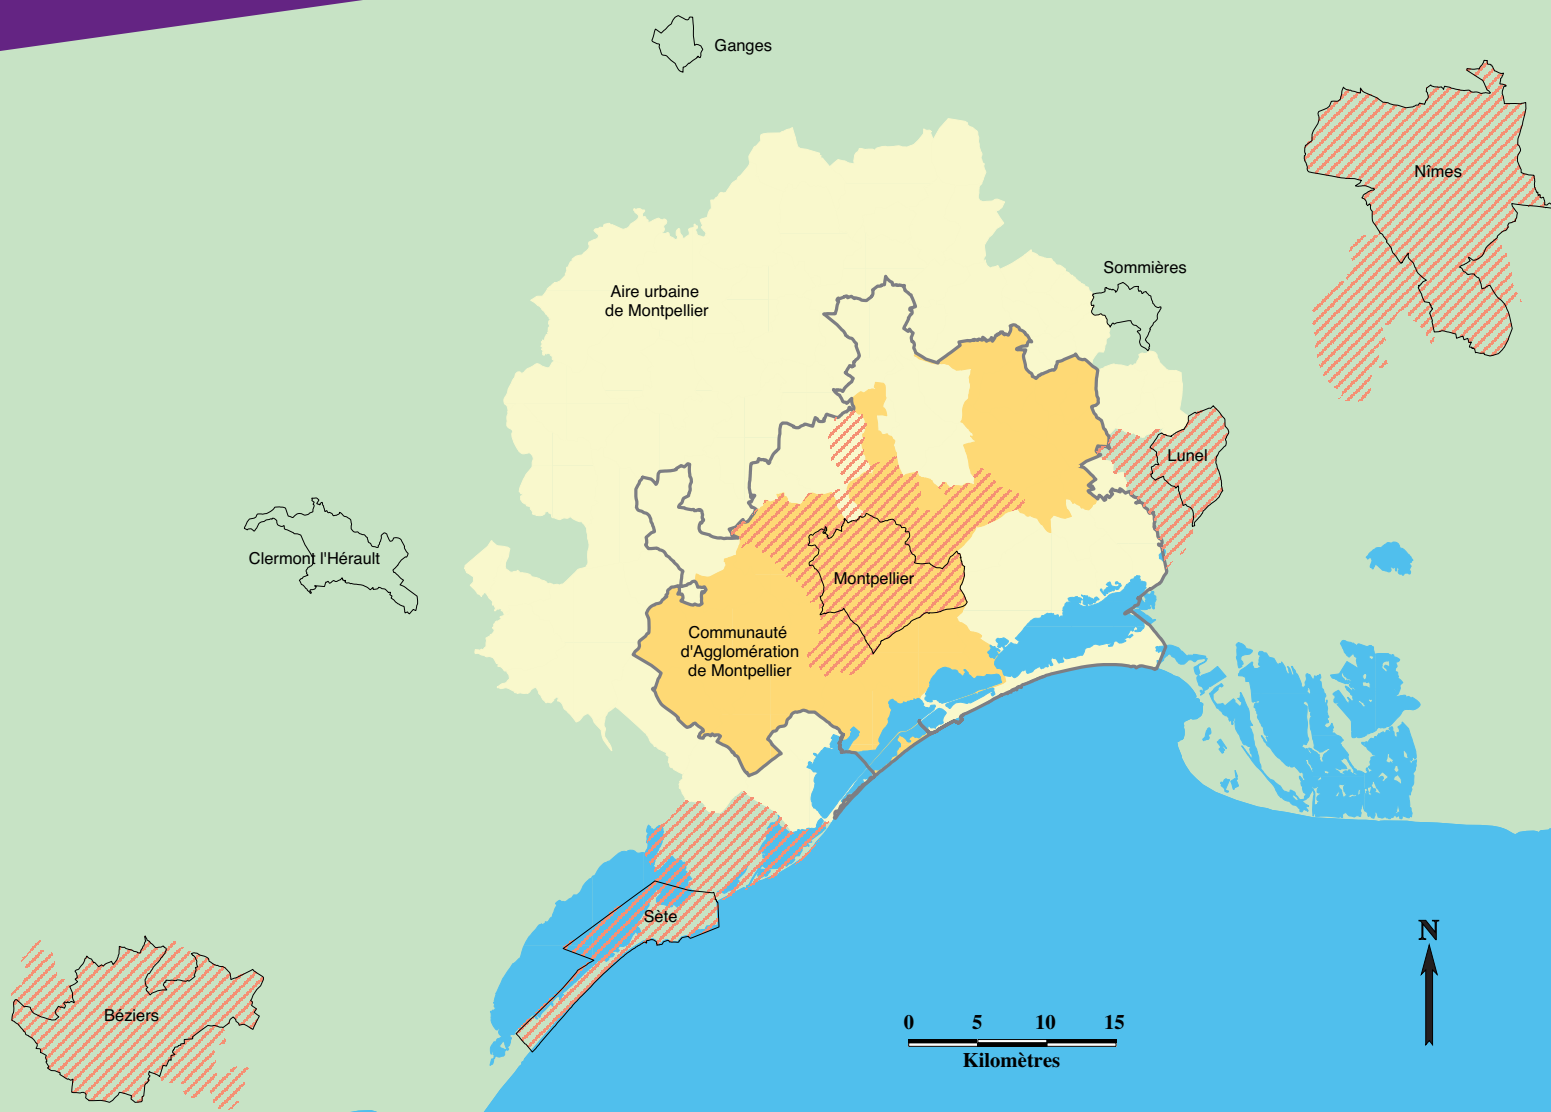 Ganges
Nîmes
Sommières
Aire urbaine
de Montpellier
Lunel
Clermont l'Hérault
Montpellier
Communauté
d'Agglomération
de Montpellier
Sète
Béziers
N
0 5 10 15
Kilomètres